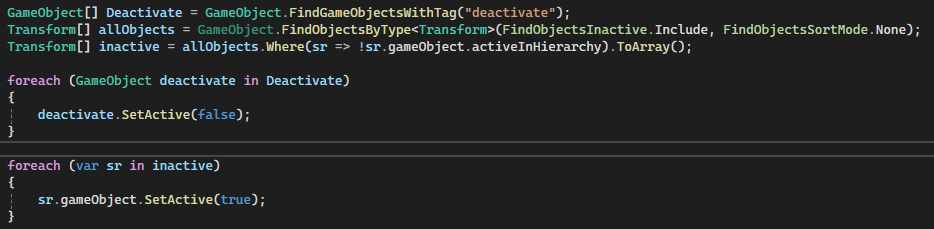 GameObject[] Deactivate = GameObject.FindGameObjectsWithTag("deactivate");
Transform[] allObjects = GameObject.FindObjectsByType<Transform>(FindObjectsInactive.Include, FindObjectsSortMode.None);
Transform[] inactive = allObjects.Where(sr => !sr.gameObject.activeInHierarchy).ToArray();
foreach (GameObject deactivate in Deactivate)
{
deactivate.SetActive(false);
}
foreach (var sr in inactive)
{
sr.gameObject.SetActive(true);
}